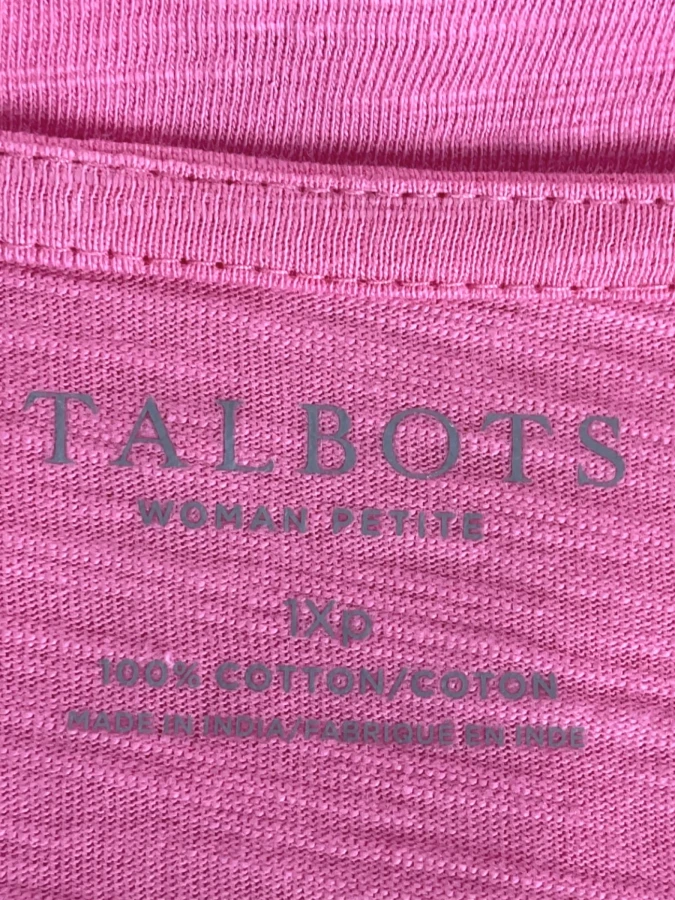 TALBOTS
WOMAN PETITE
1Xp
100% COTTON/COTON
MADE IN INDIA/FABRIQUÉ EN INDE